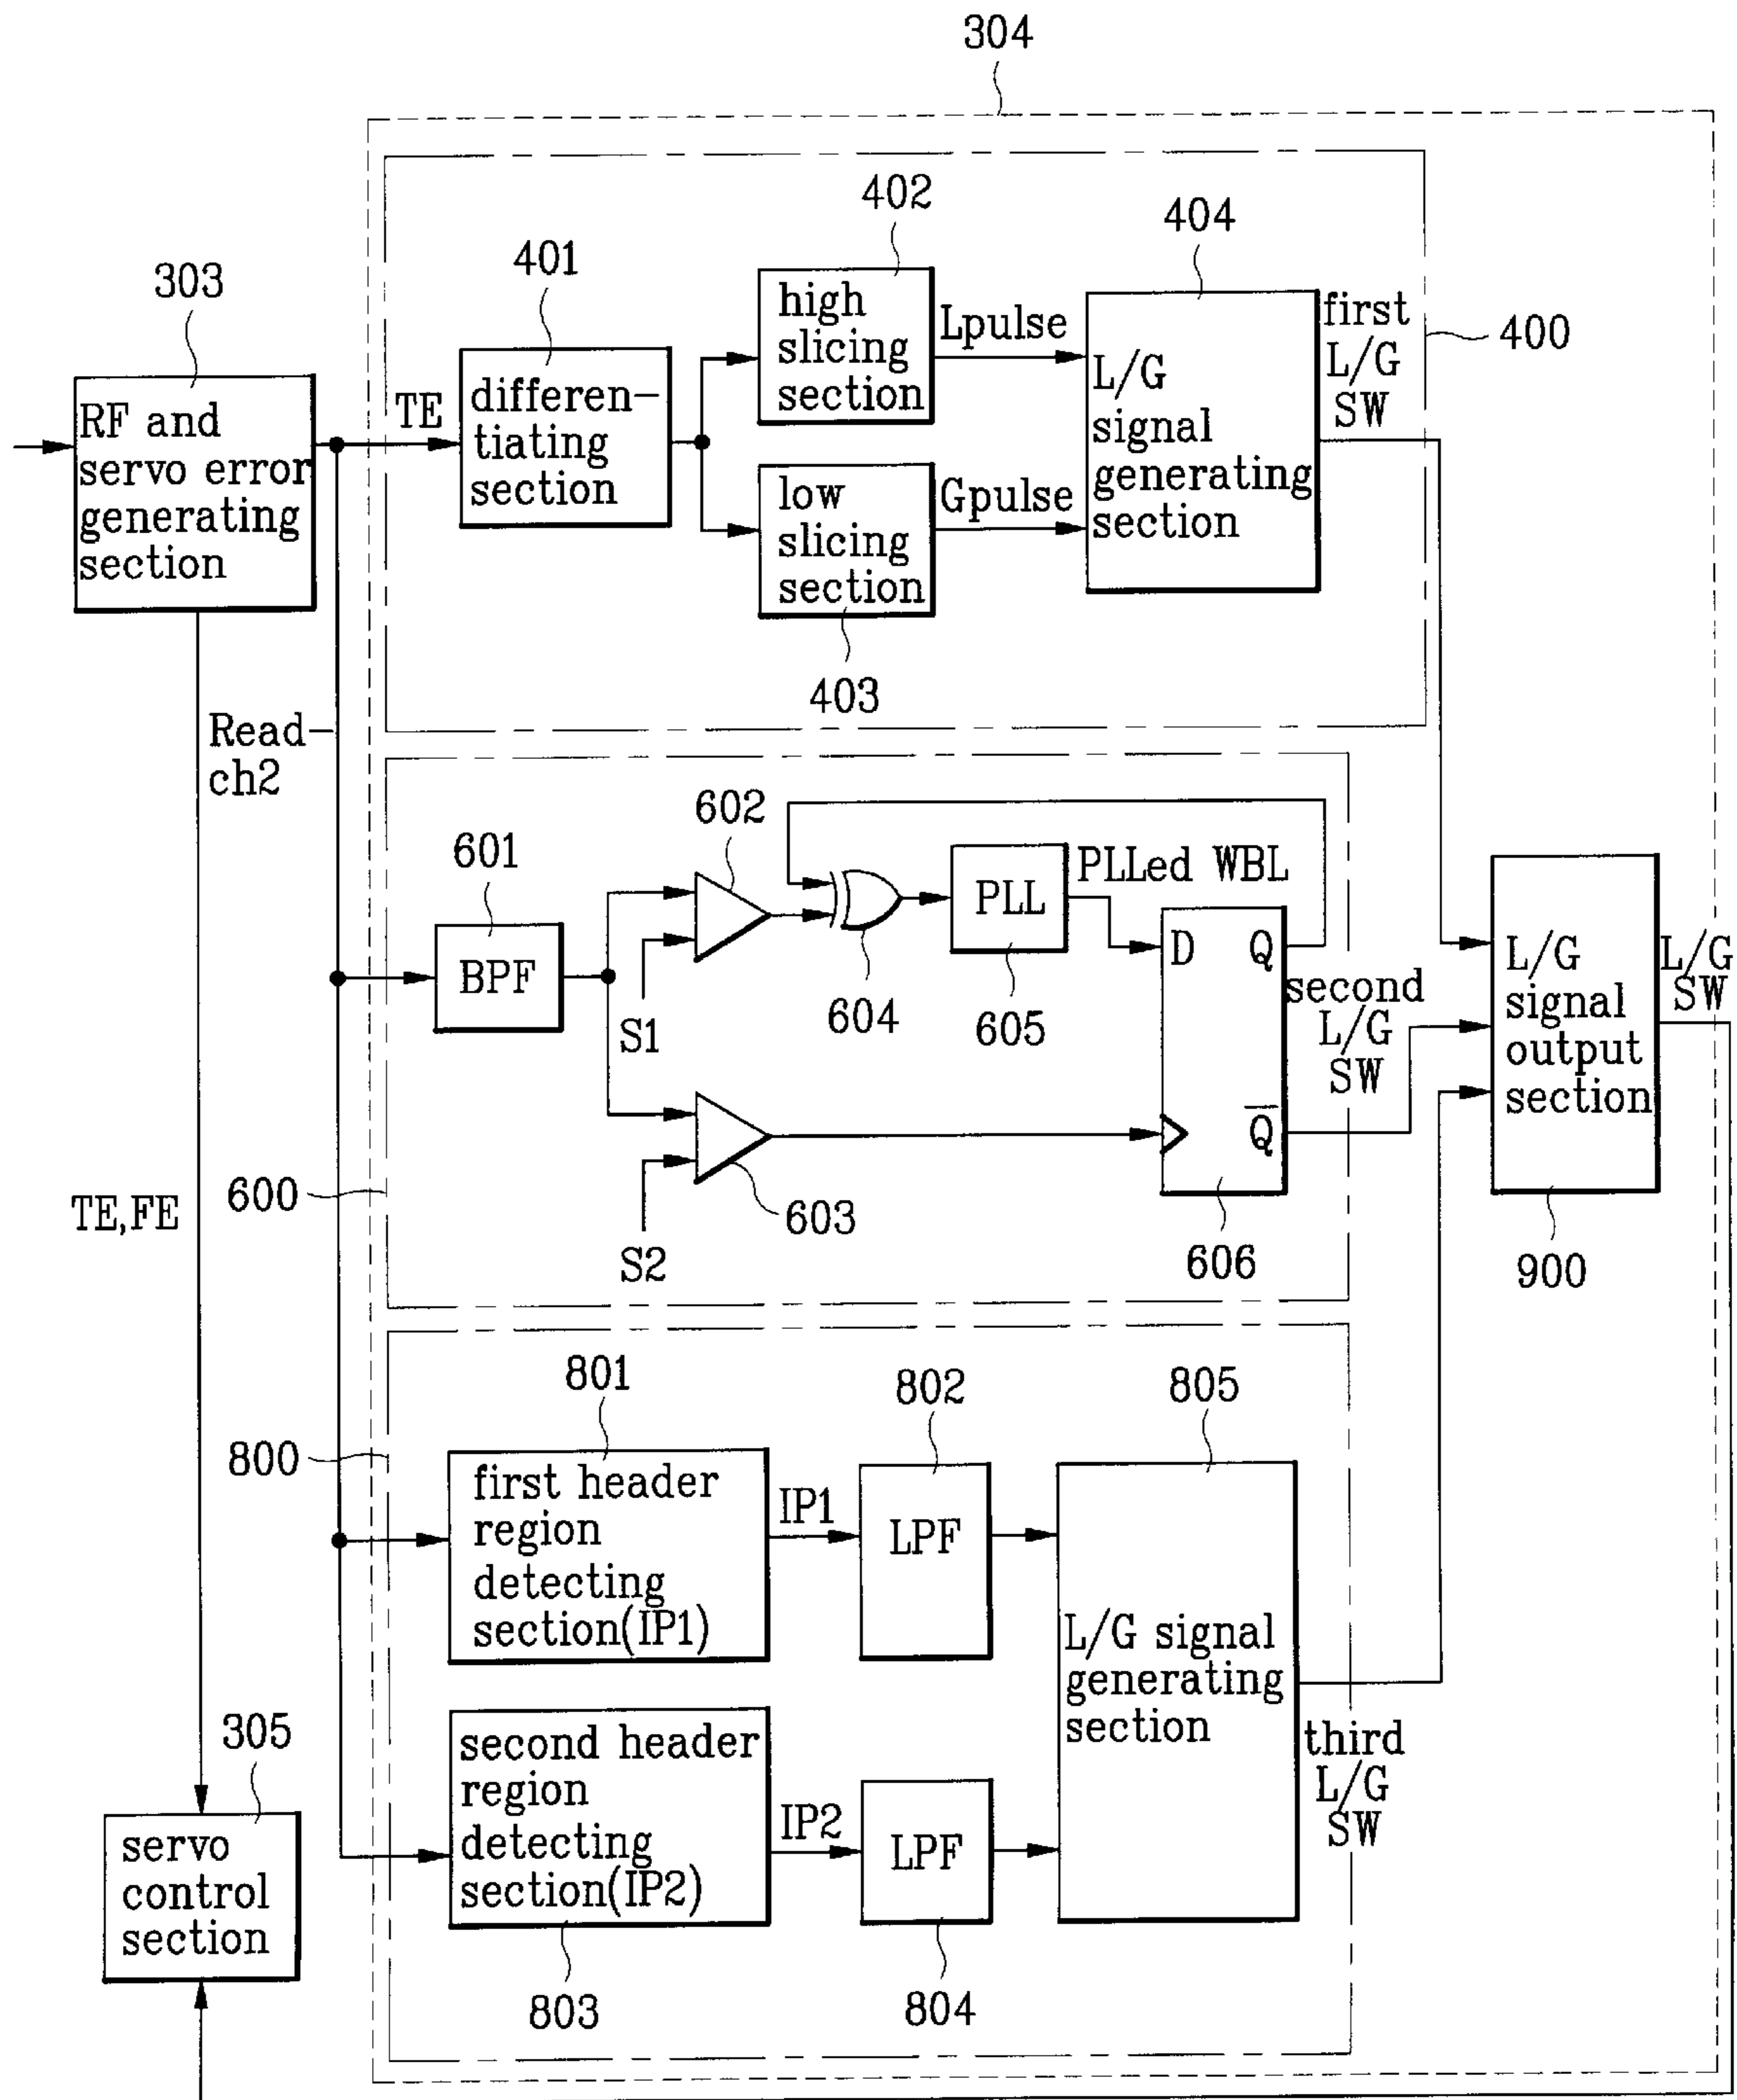 304
402
404
401
303
high
slicing
section
Lpulse
first
L/G
SW
400
RF and
servo error
generating
section
TE
differen-
tiating
section
L/G
signal
generating
section
low
slicing
section
Gpulse
403
Read-
ch2
602
601
PLL
PLLed WBL
BPF
D
Q
604
605
S1
second
L/G
SW
L/G
signal
output
section
L/G
SW
Q
600
TE,FE
603
S2
606
900
801
802
805
800
first header
region
detecting
section(IP1)
IP1
LPF
L/G signal
generating
section
305
second header
region
detecting
section(IP2)
IP2
LPF
third
L/G
SW
servo
control
section
803
804